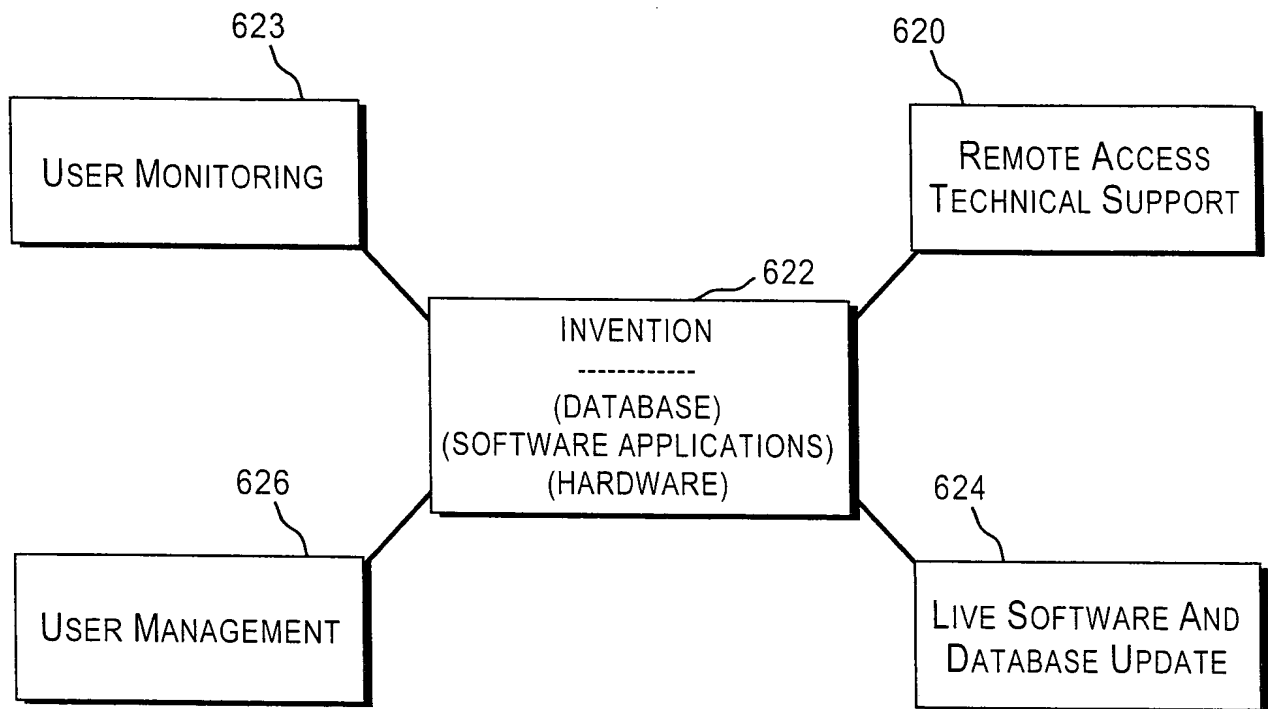 623
USER MONITORING
620
REMOTE ACCESS
TECHNICAL SUPPORT
622
INVENTION
------------
(DATABASE)
(SOFTWARE APPLICATIONS)
(HARDWARE)
626
USER MANAGEMENT
624
LIVE SOFTWARE AND
DATABASE UPDATE